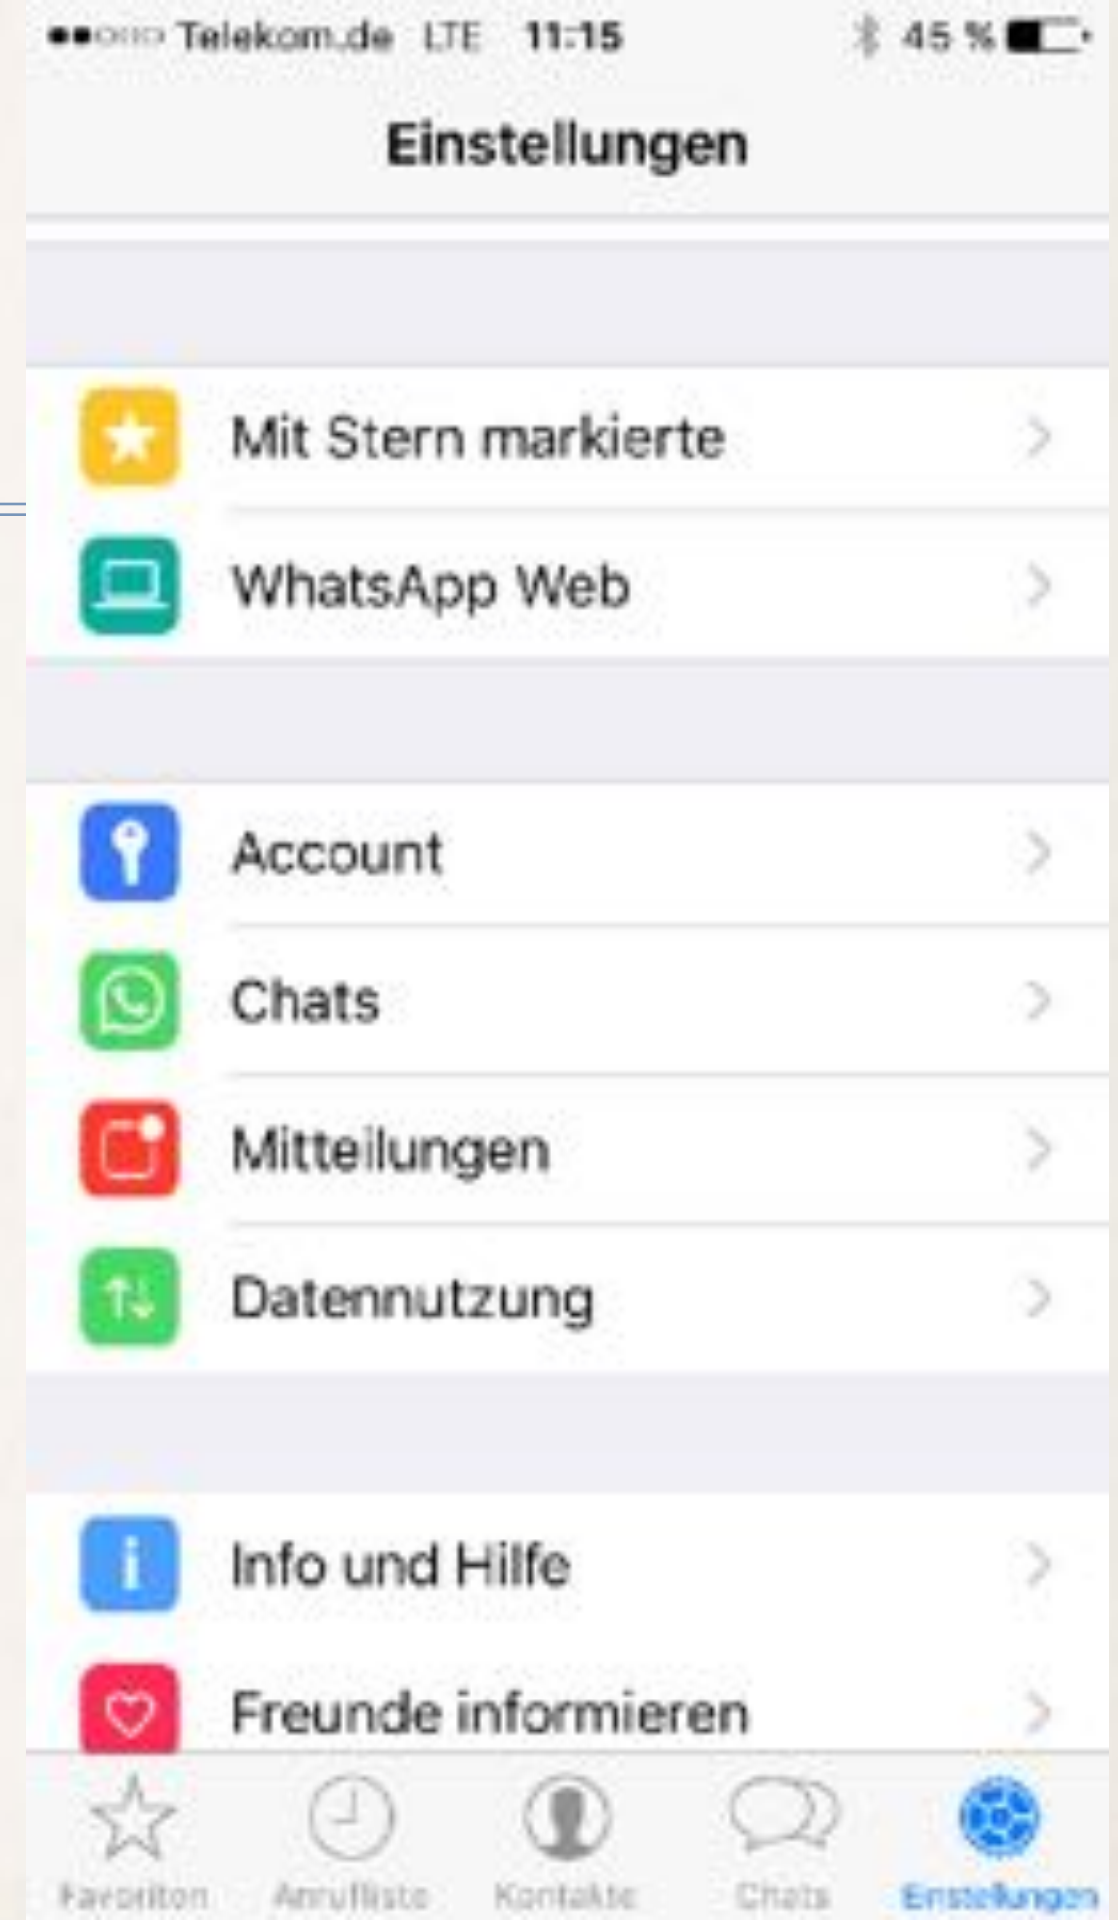 Telekom.de LTE 11:15 45 %
Einstellungen
Mit Stern markierte
WhatsApp Web
Account
Chats
Mitteilungen
Datennutzung
i Info und Hilfe
Freunde informieren
Favoriten Anrufliste Kontakte Chats Einstellungen